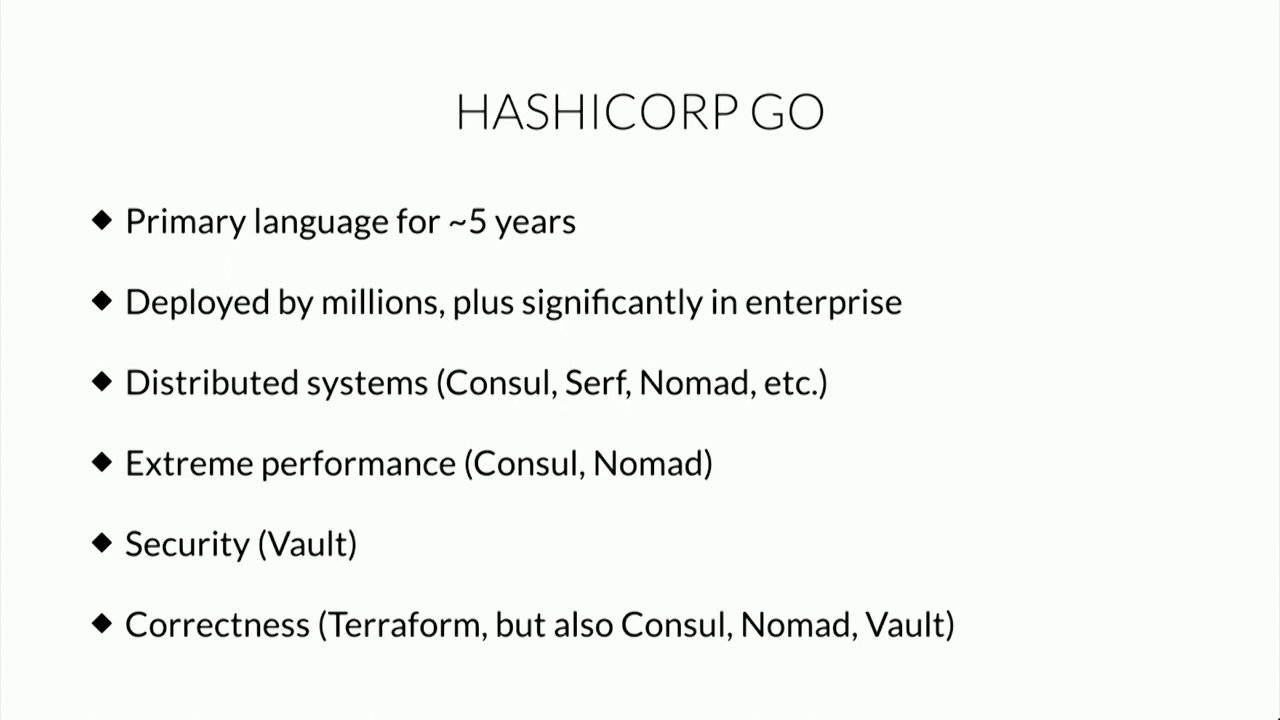 HASHICORP GO
◆ Primary language for ~5 years
◆ Deployed by millions, plus significantly in enterprise
◆ Distributed systems (Consul, Serf, Nomad, etc.)
◆ Extreme performance (Consul, Nomad)
◆ Security (Vault)
◆ Correctness (Terraform, but also Consul, Nomad, Vault)